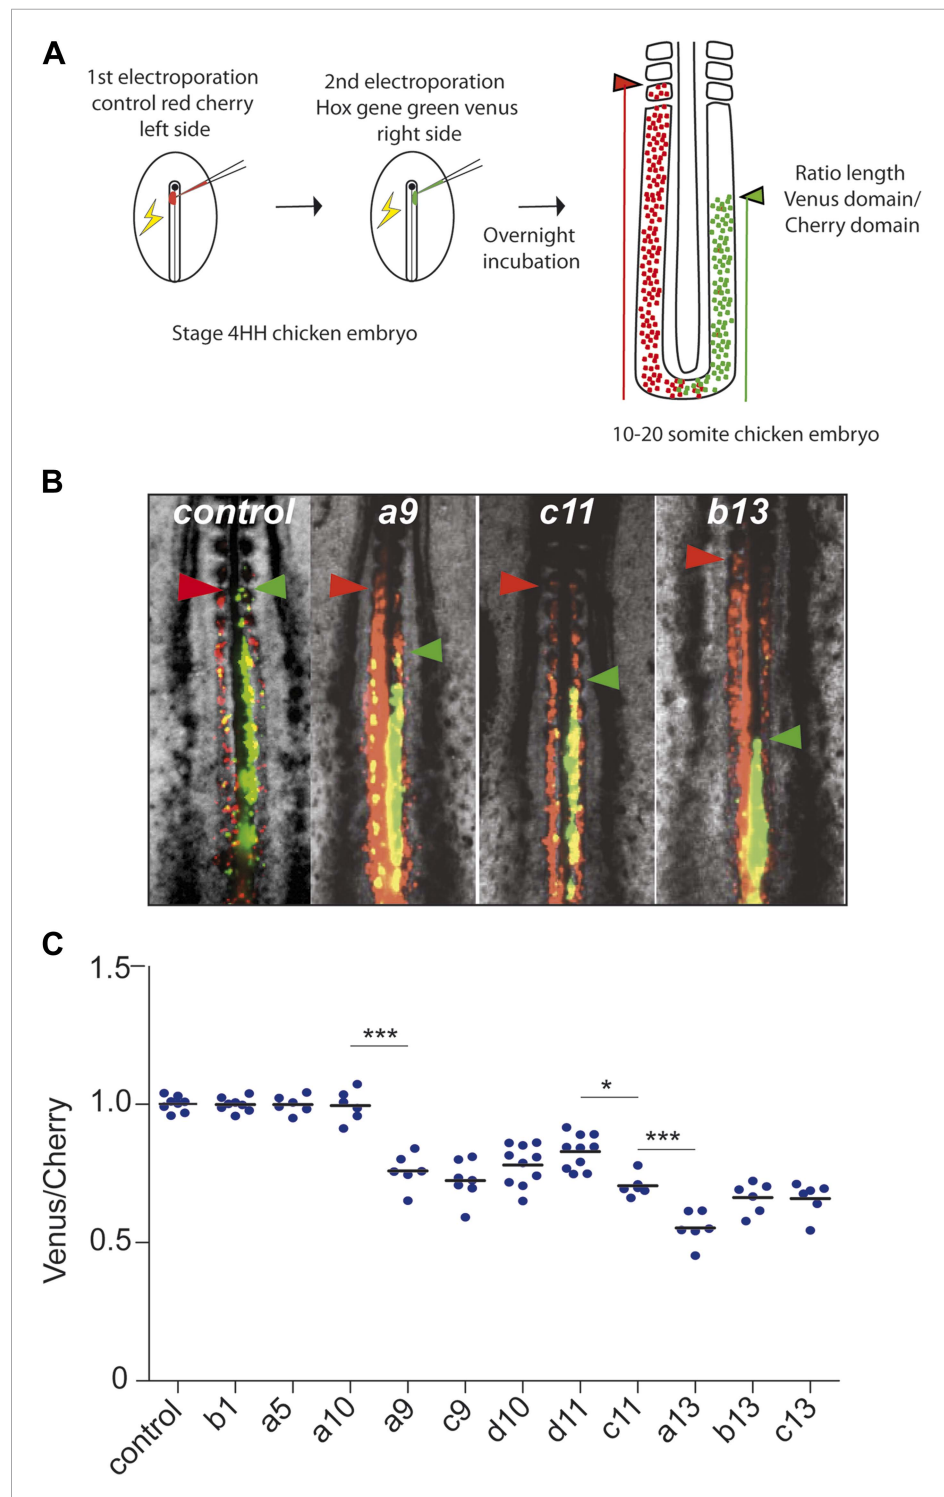 A
1st electroporation
control red cherry
left side
2nd electroporation
Hox gene green venus
right side
Overnight
incubation
Stage 4HH chicken embryo
Ratio length
Venus domain/
Cherry domain
10-20 somite chicken embryo
B
control
a9
c11
b13
C
Venus/Cherry
1.5
1.0
0.5
0
***
*
***
control
b1
a5
a10
a9
c9
d10
d11
c11
a13
b13
c13